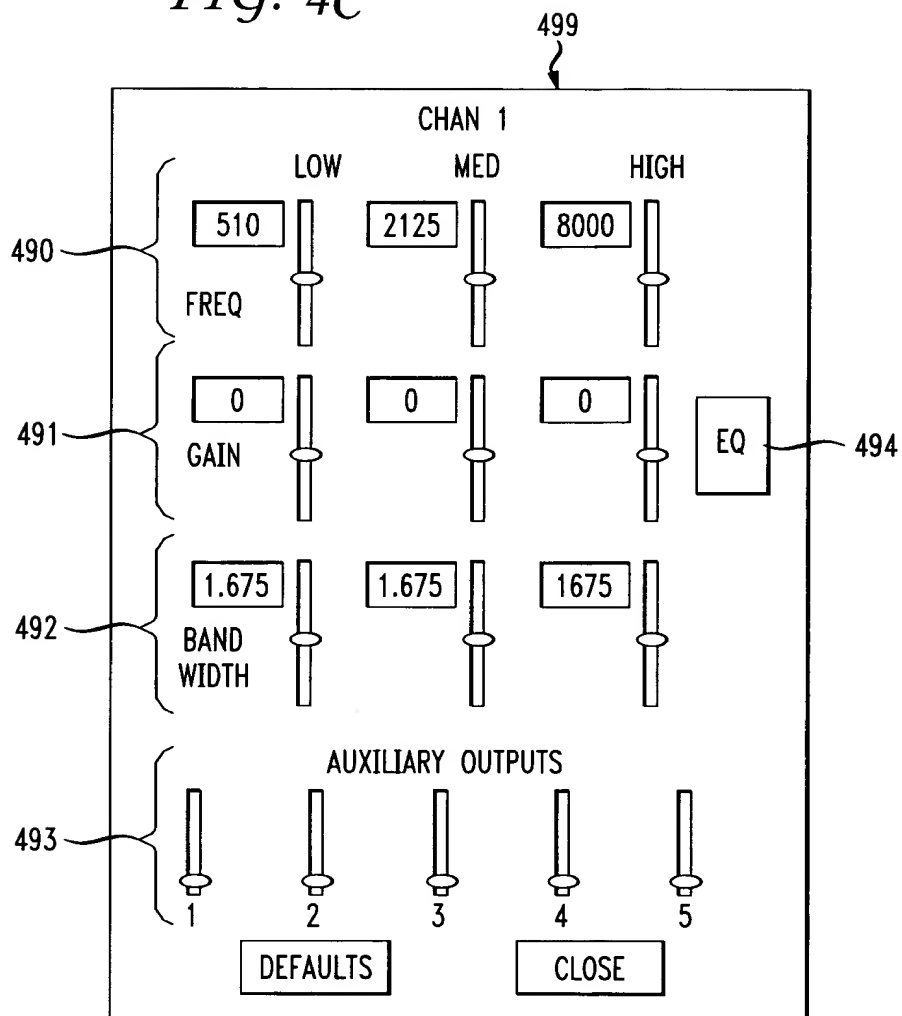 FIG. 4C
499
CHAN 1
LOW MED HIGH
510 2125 8000
490
FREQ
0 0 0
491
GAIN
EQ
494
1.675 1.675 1675
492
BAND
WIDTH
AUXILIARY OUTPUTS
493
1 2 3 4 5
DEFAULTS CLOSE